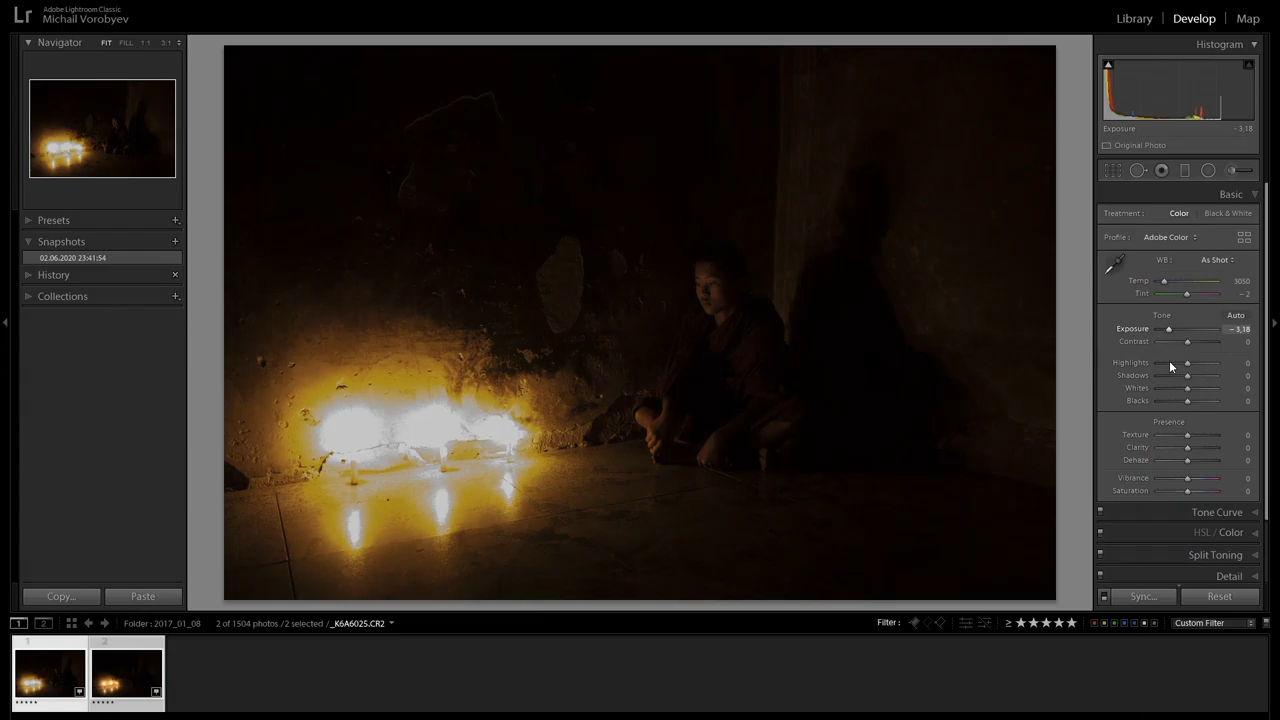 Lr Adobe Lightroom Classic
Michail Vorobyev
Library | Develop | Map
Navigator FIT FILL 1:1 3:1
Histogram
Exposure - 3,18
Original Photo
Basic
Treatment : Color | Black & White
Presets +
Profile : Adobe Color
Snapshots +
02.06.2020 23:41:54
WB : As Shot
History ×
Temp 3050
Tint - 2
Collections +
Tone Auto
Exposure - 3,18
Contrast 0
Highlights 0
Shadows 0
Whites 0
Blacks 0
Presence
Texture 0
Clarity 0
Dehaze 0
Vibrance 0
Saturation 0
Tone Curve
HSL / Color
Split Toning
Detail
Copy... Paste
Sync... Reset
1 2 Folder : 2017_01_08 2 of 1504 photos /2 selected /_K6A6025.CR2
Filter : ≥ ★★★★★ Custom Filter
1 2